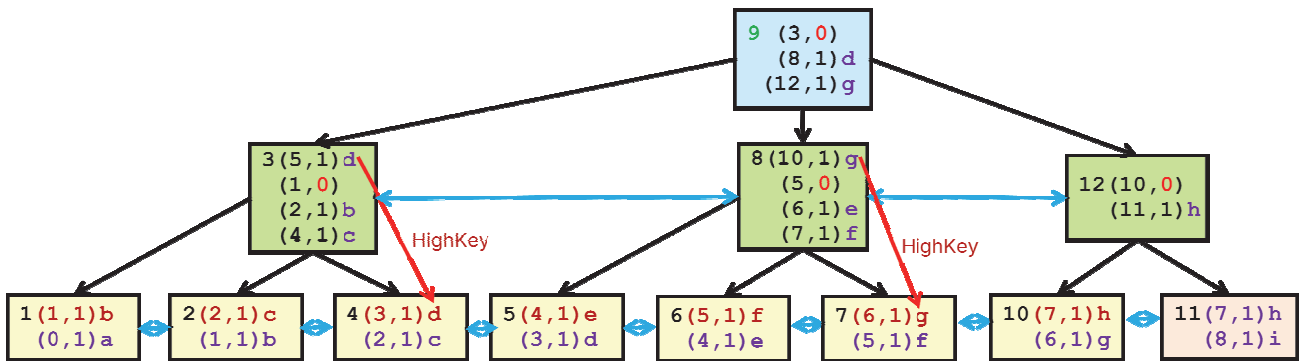 9 (3,0)
(8,1)d
(12,1)g
3(5,1)d
(1,0)
(2,1)b
(4,1)c
HighKey
8(10,1)g
(5,0)
(6,1)e
(7,1)f
HighKey
12(10,0)
(11,1)h
1(1,1)b
(0,1)a
2(2,1)c
(1,1)b
4(3,1)d
(2,1)c
5(4,1)e
(3,1)d
6(5,1)f
(4,1)e
7(6,1)g
(5,1)f
10(7,1)h
(6,1)g
11(7,1)h
(8,1)i